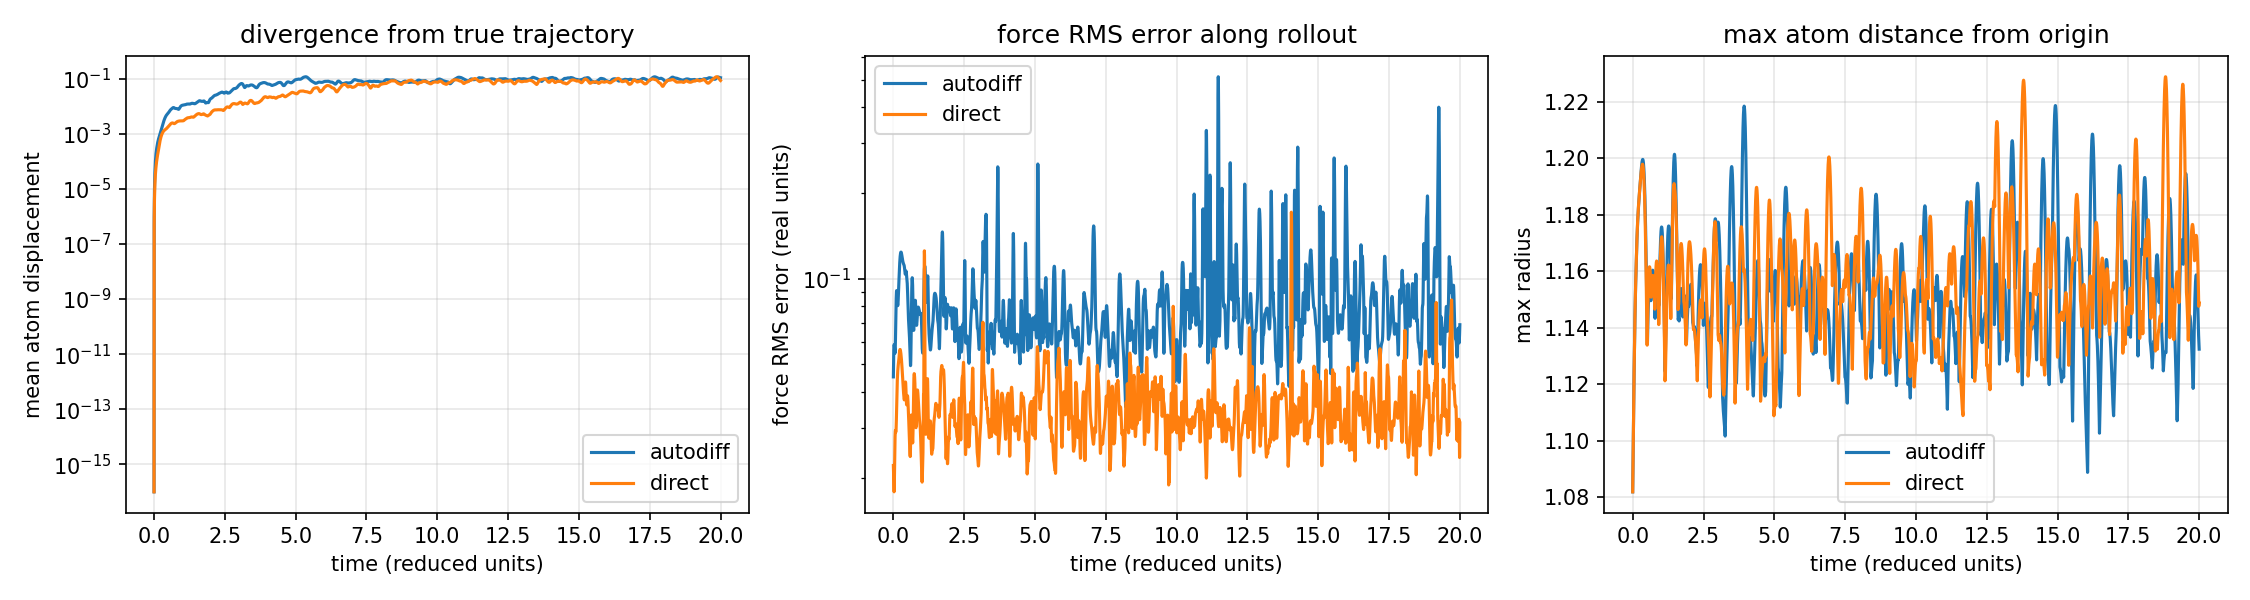 divergence from true trajectory
mean atom displacement
10⁻¹
10⁻³
10⁻⁵
10⁻⁷
10⁻⁹
10⁻¹¹
10⁻¹³
10⁻¹⁵
autodiff
direct
0.0 2.5 5.0 7.5 10.0 12.5 15.0 17.5 20.0
time (reduced units)
force RMS error along rollout
force RMS error (real units)
10⁻¹
autodiff
direct
0.0 2.5 5.0 7.5 10.0 12.5 15.0 17.5 20.0
time (reduced units)
max atom distance from origin
max radius
1.22
1.20
1.18
1.16
1.14
1.12
1.10
1.08
autodiff
direct
0.0 2.5 5.0 7.5 10.0 12.5 15.0 17.5 20.0
time (reduced units)